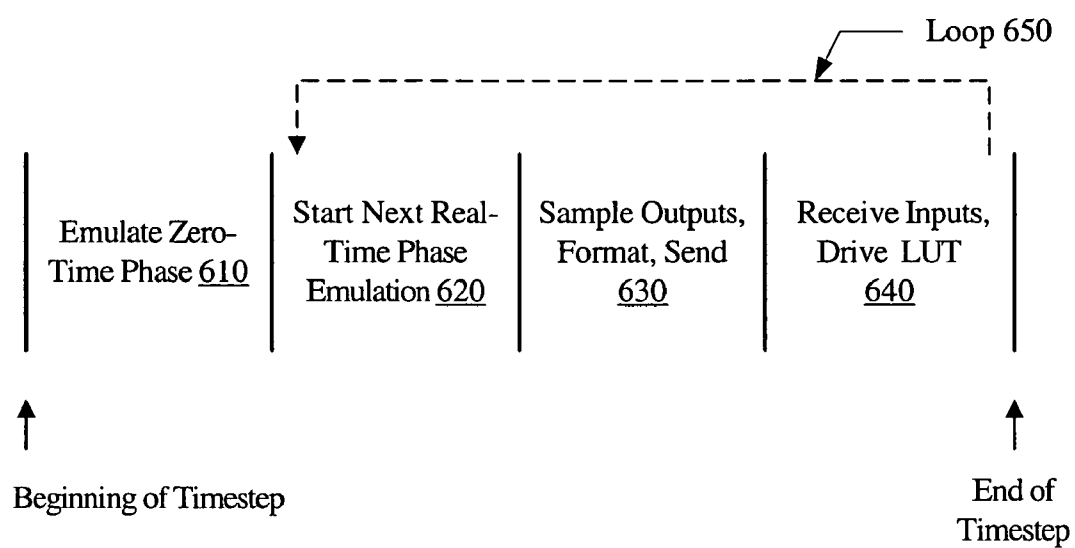 Loop 650
Emulate Zero-
Time Phase 610
Start Next Real-
Time Phase
Emulation 620
Sample Outputs,
Format, Send
630
Receive Inputs,
Drive LUT
640
Beginning of Timestep
End of
Timestep